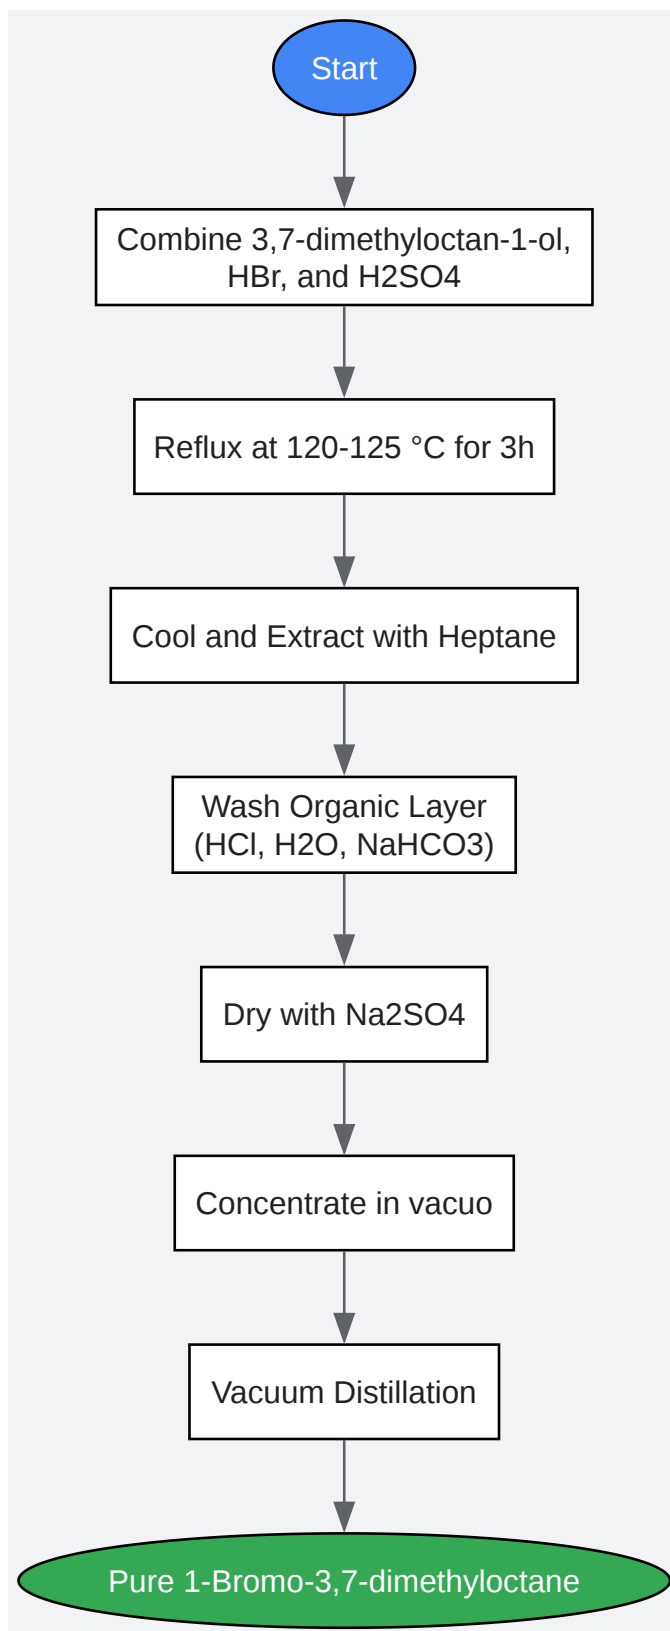 Start
Combine 3,7-dimethyloctan-1-ol,
HBr, and H2SO4
Reflux at 120-125 °C for 3h
Cool and Extract with Heptane
Wash Organic Layer
(HCl, H2O, NaHCO3)
Dry with Na2SO4
Concentrate in vacuo
Vacuum Distillation
Pure 1-Bromo-3,7-dimethyloctane